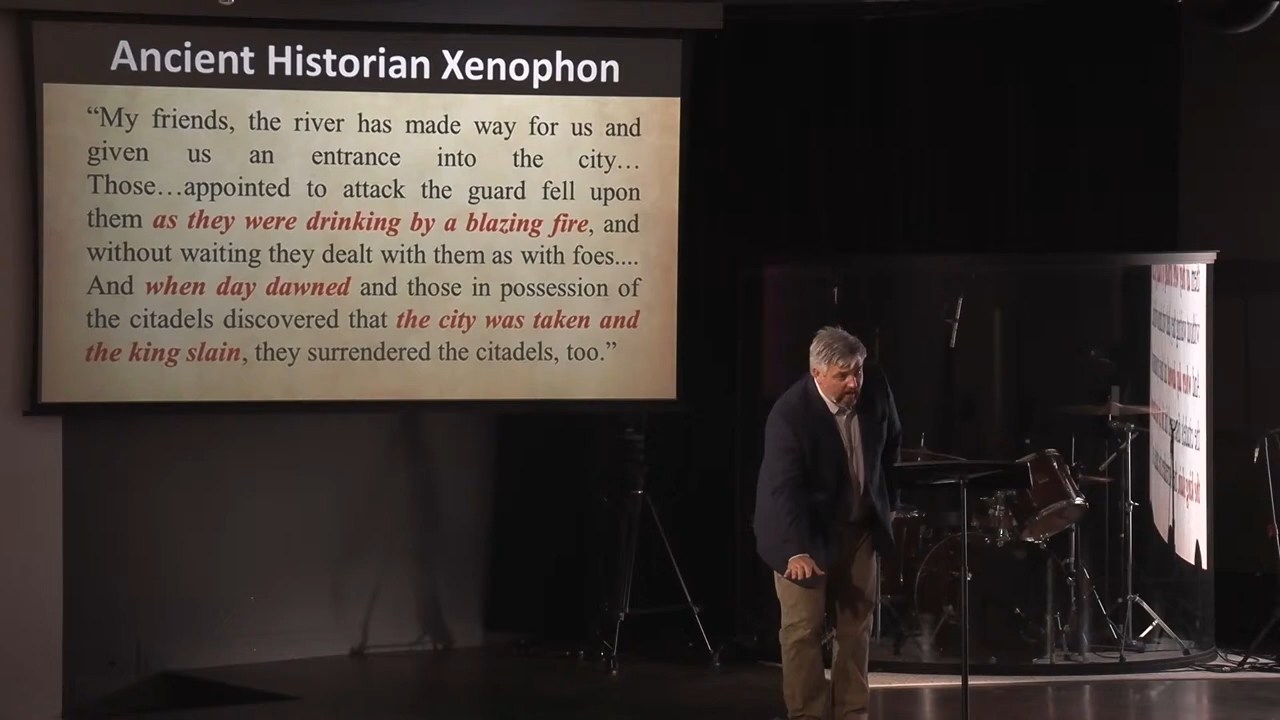 Ancient Historian Xenophon
“My friends, the river has made way for us and
given us an entrance into the city…
Those…appointed to attack the guard fell upon
them as they were drinking by a blazing fire, and
without waiting they dealt with them as with foes....
And when day dawned and those in possession of
the citadels discovered that the city was taken and
the king slain, they surrendered the citadels, too.”